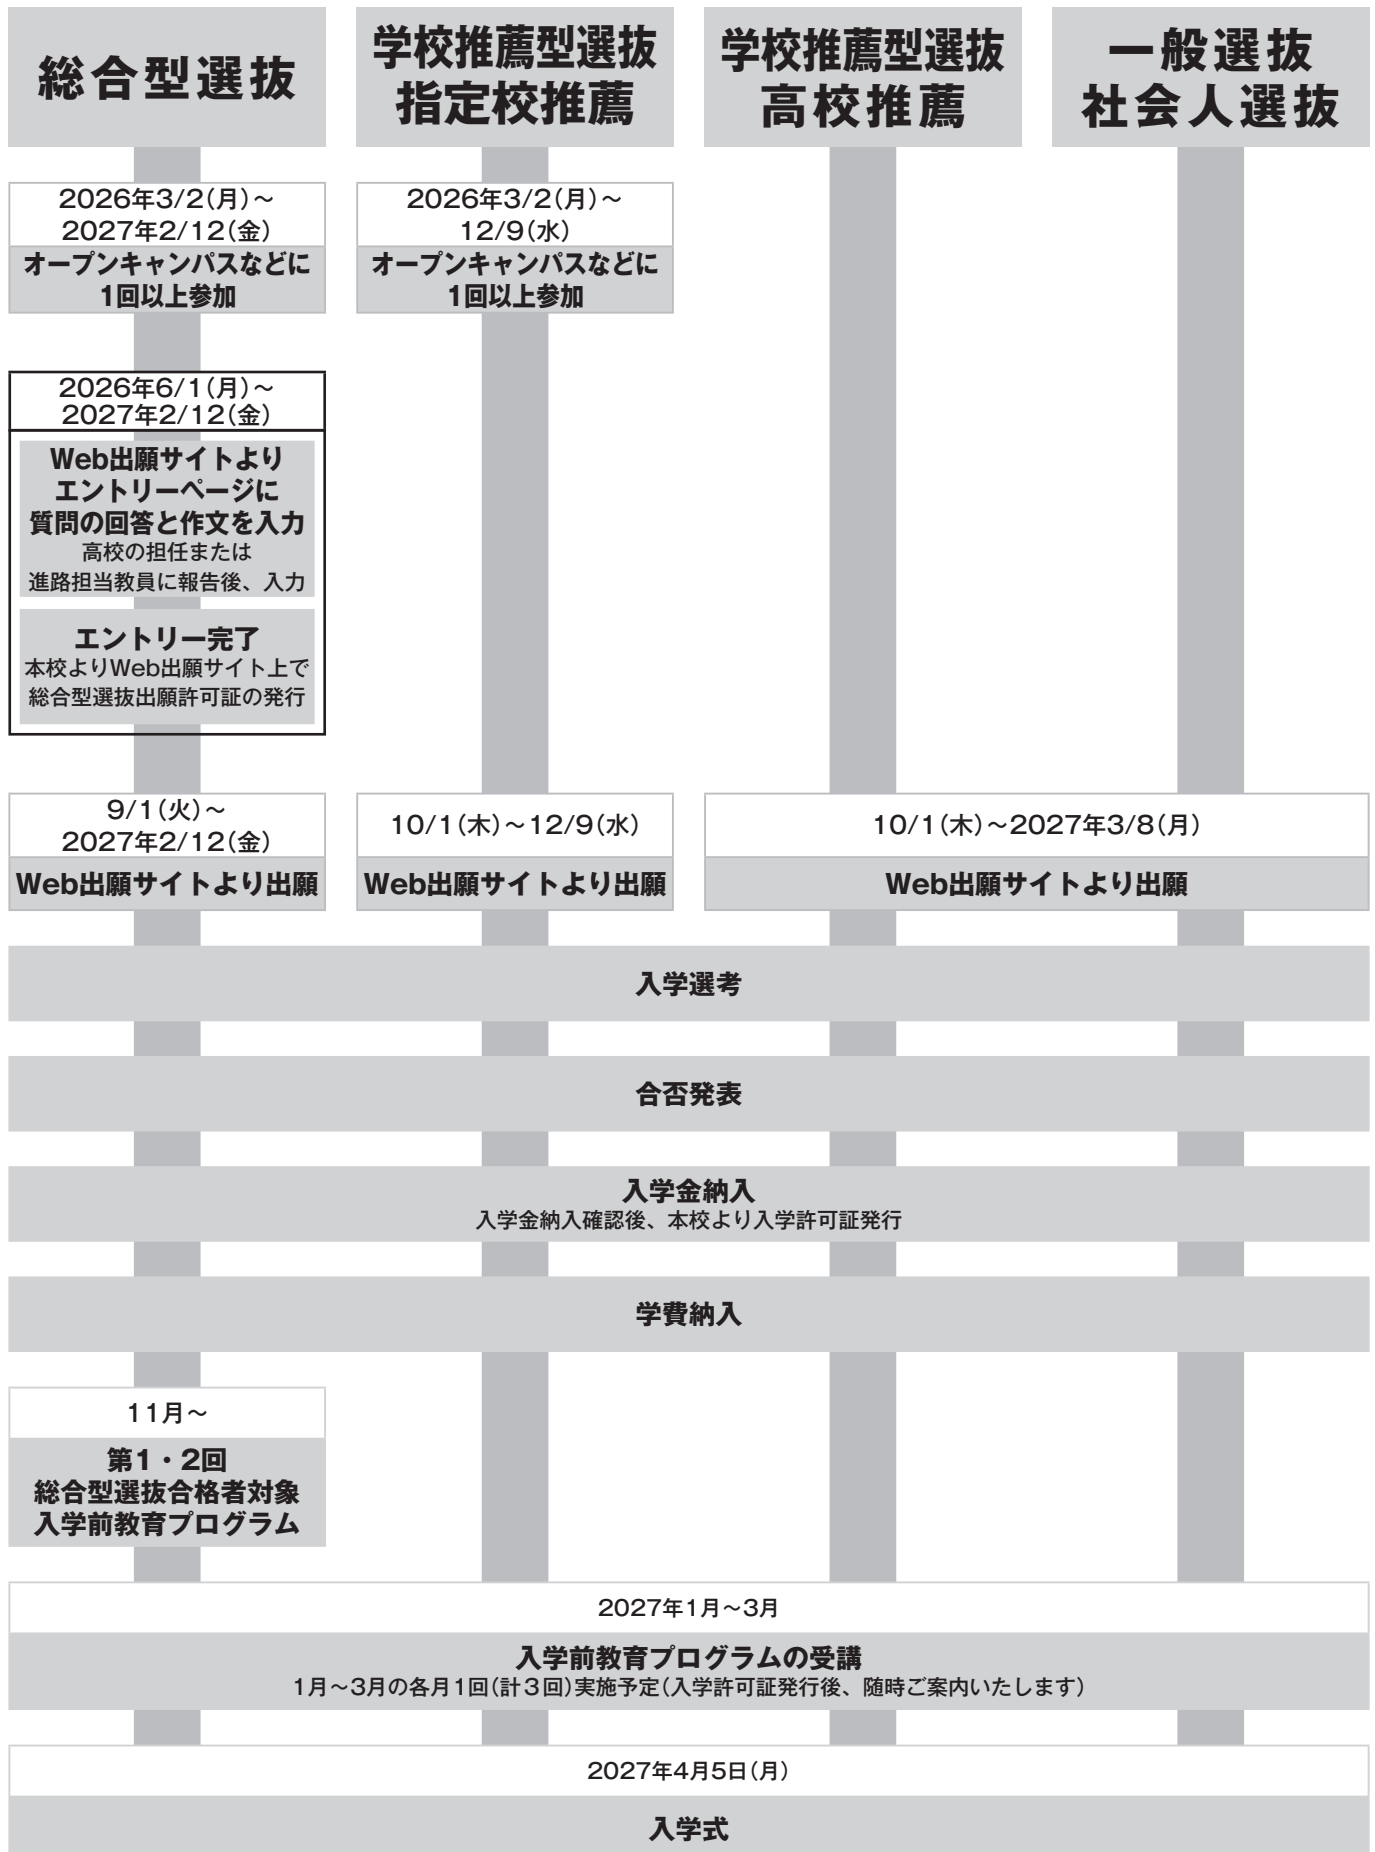 総合型選抜
学校推薦型選抜
指定校推薦
学校推薦型選抜
高校推薦
一般選抜
社会人選抜
2026年3/2(月)～
2027年2/12(金)
オープンキャンパスなどに
1回以上参加
2026年3/2(月)～
12/9(水)
オープンキャンパスなどに
1回以上参加
2026年6/1(月)～
2027年2/12(金)
Web出願サイトより
エントリーページに
質問の回答と作文を入力
高校の担任または
進路担当教員に報告後、入力
エントリー完了
本校よりWeb出願サイト上で
総合型選抜出願許可証の発行
9/1(火)～
2027年2/12(金)
Web出願サイトより出願
10/1(木)～12/9(水)
Web出願サイトより出願
10/1(木)～2027年3/8(月)
Web出願サイトより出願
入学選考
合否発表
入学金納入
入学金納入確認後、本校より入学許可証発行
学費納入
11月～
第1・2回
総合型選抜合格者対象
入学前教育プログラム
2027年1月～3月
入学前教育プログラムの受講
1月～3月の各月1回(計3回)実施予定(入学許可証発行後、随時ご案内いたします)
2027年4月5日(月)
入学式